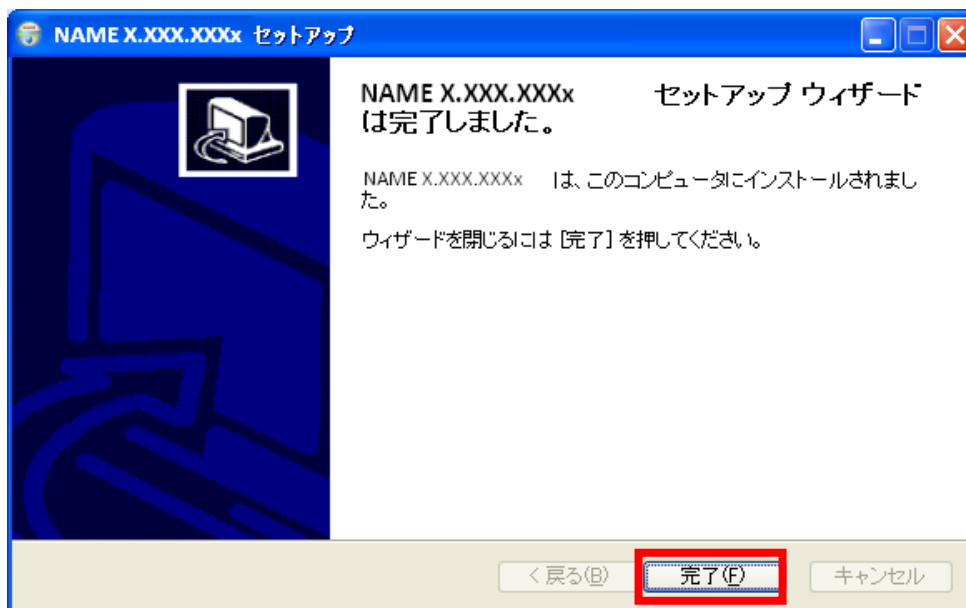 NAME X.XXX.XXXx セットアップ
NAME X.XXX.XXXx セットアップ ウィザード
は完了しました。
NAME X.XXX.XXXx は、このコンピュータにインストールされまし
た。
ウィザードを閉じるには [完了] を押してください。
< 戻る(B) 完了(F) キャンセル